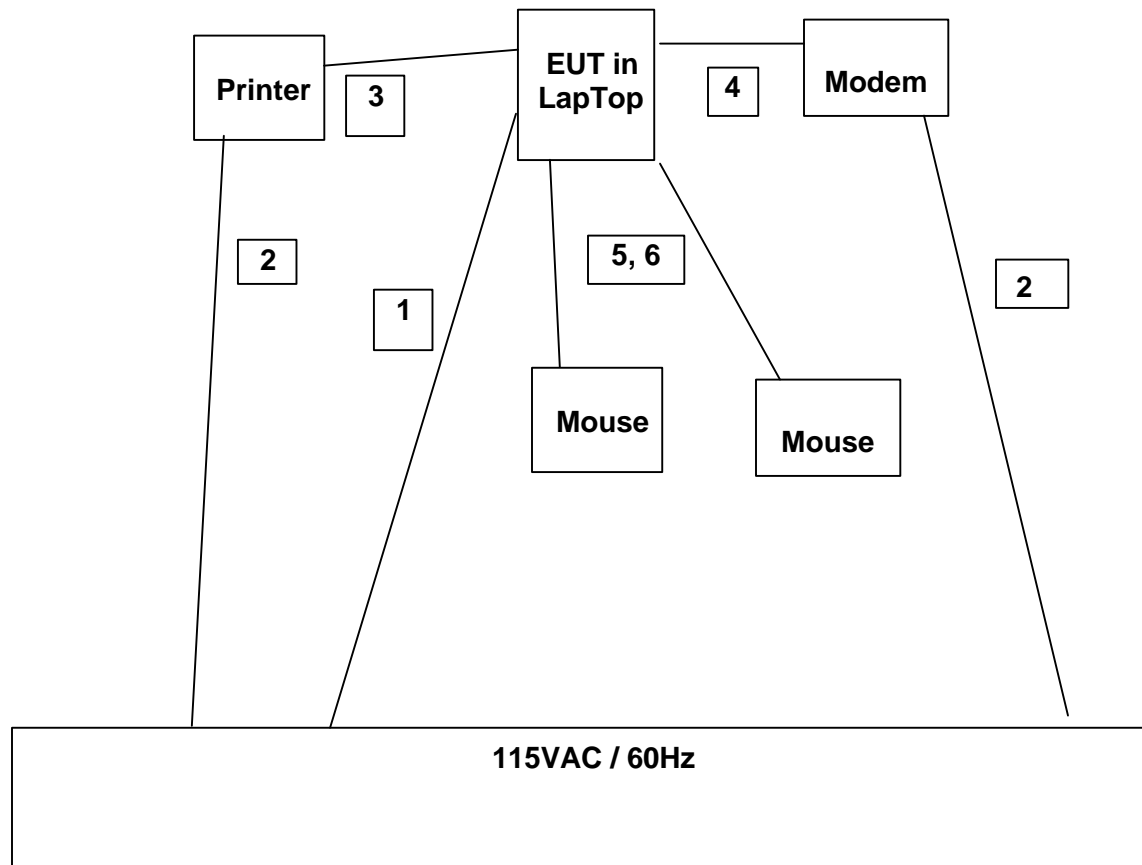 EUT in
LapTop
Printer
3
4
Modem
2
1
5, 6
2
Mouse
Mouse
115VAC / 60Hz